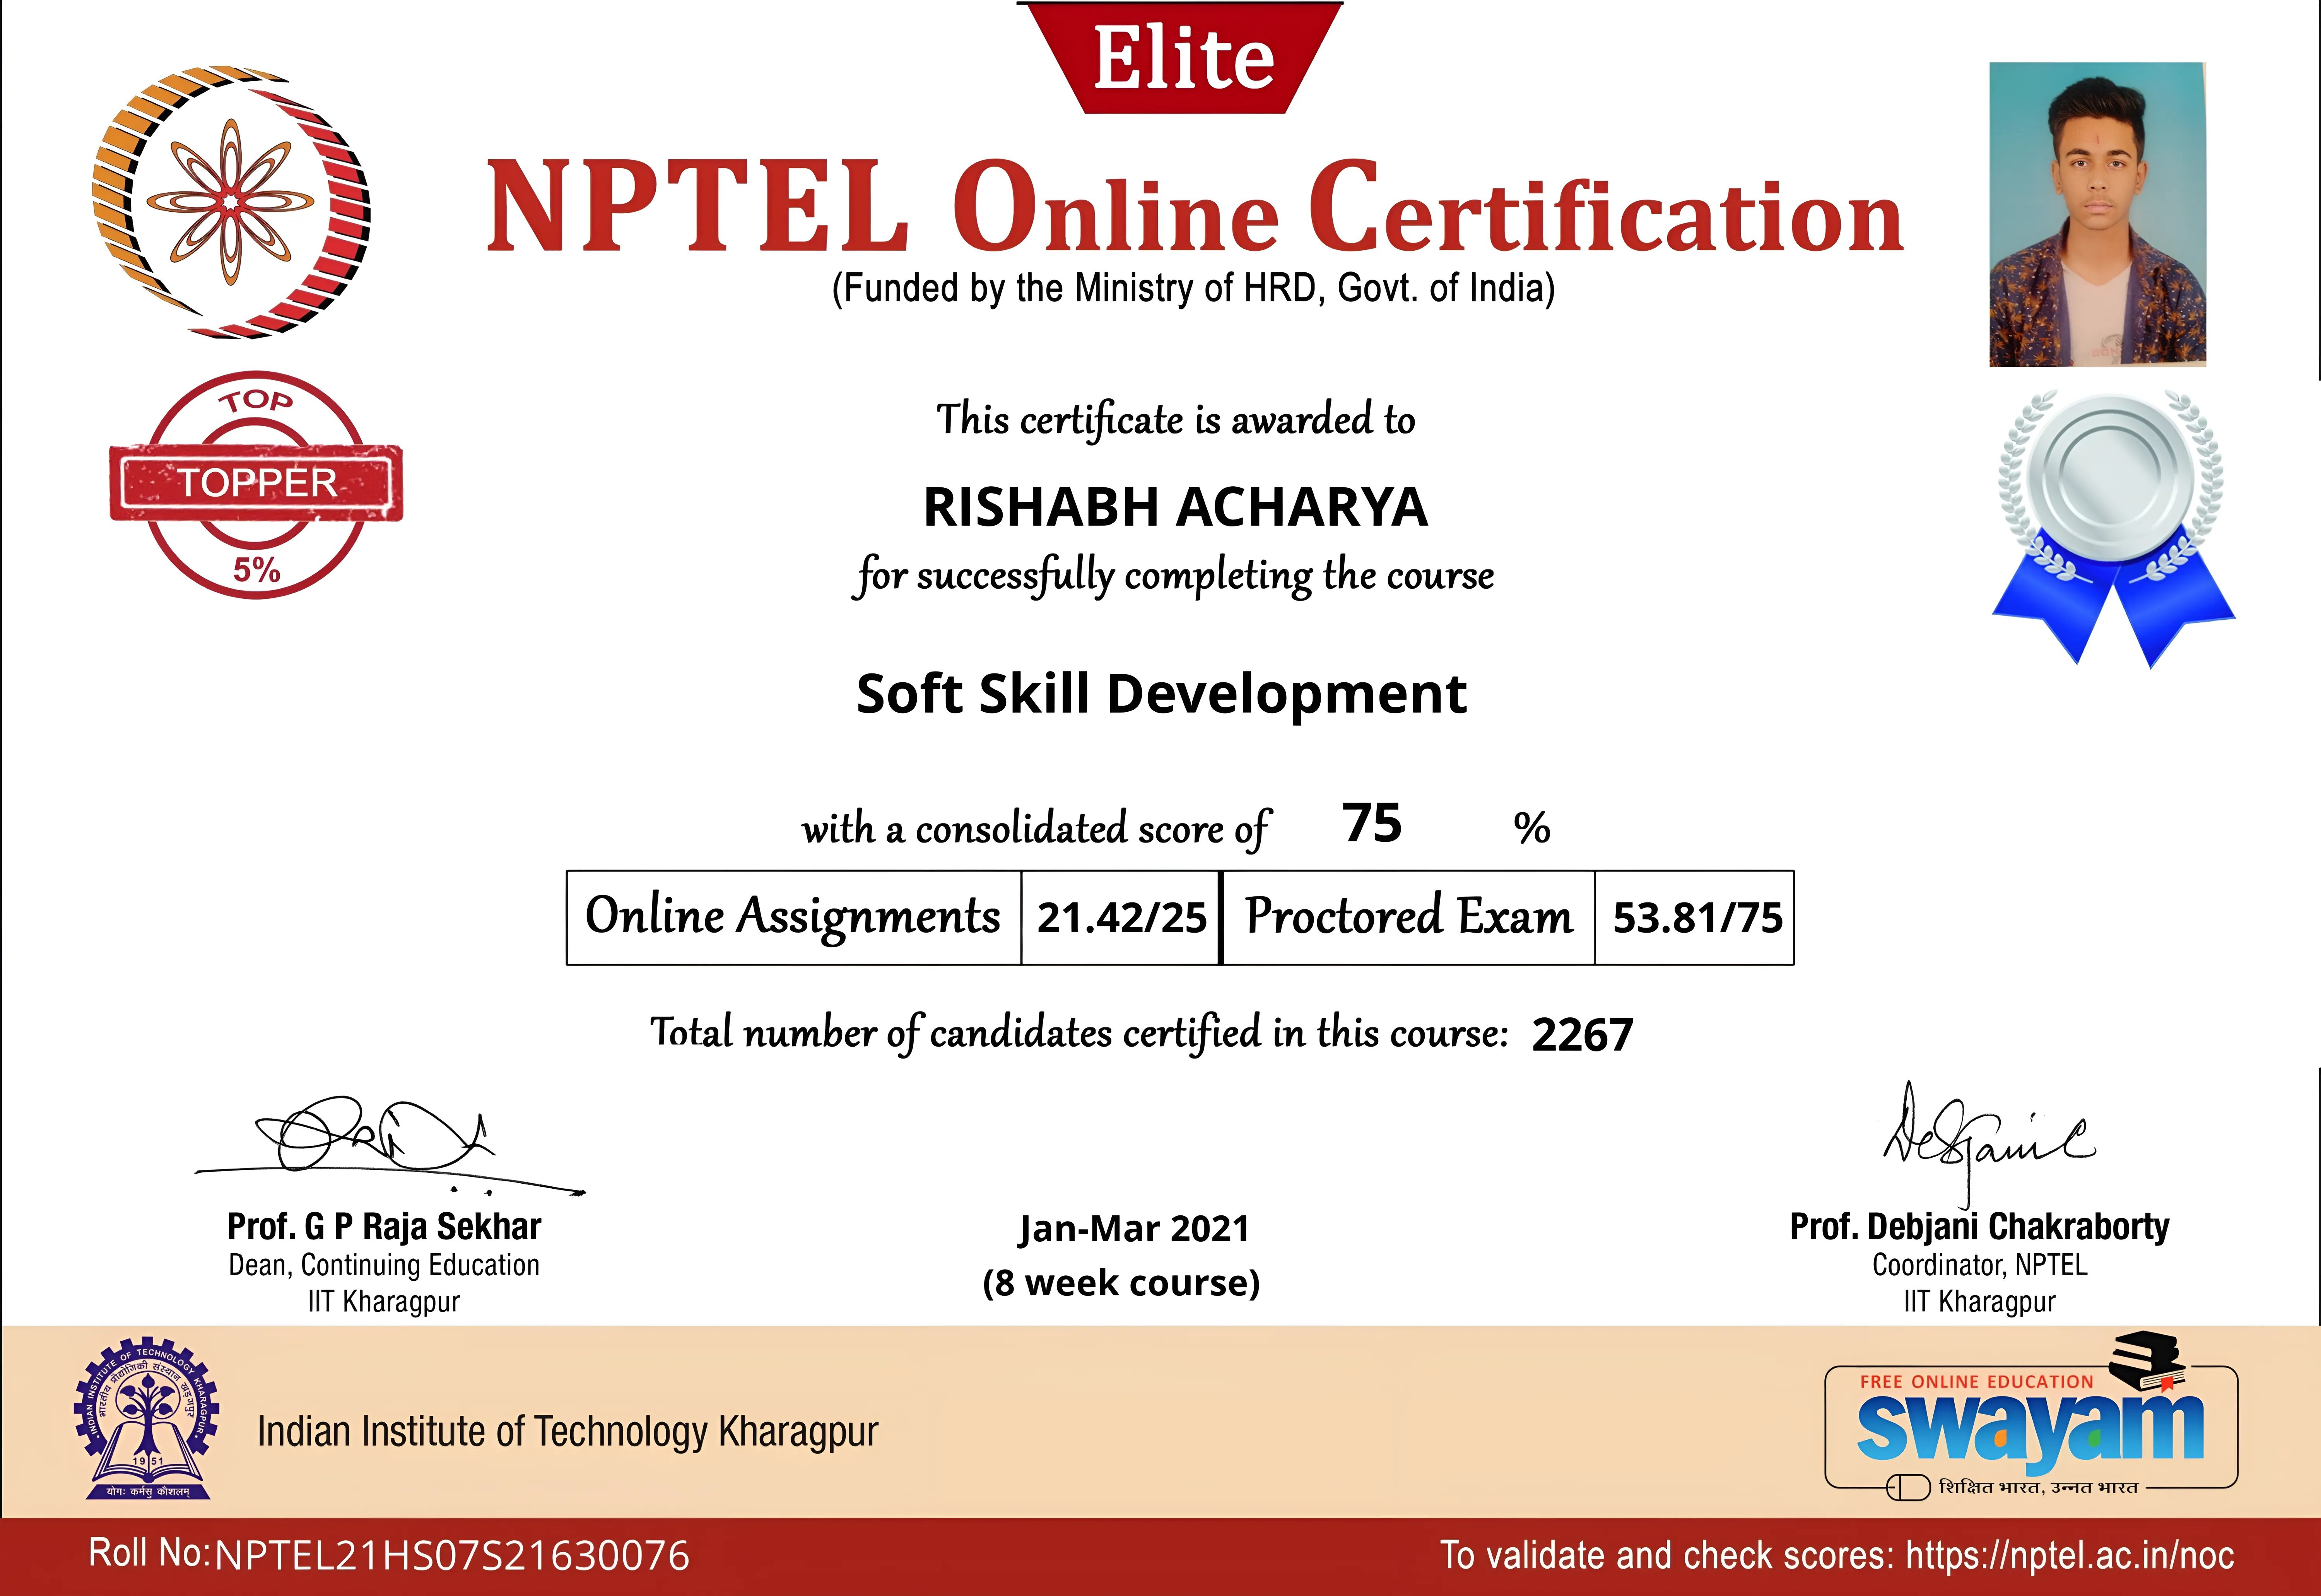 Elite
NPTEL Online Certification
(Funded by the Ministry of HRD, Govt. of India)
TOP
TOPPER
5%
This certificate is awarded to
RISHABH ACHARYA
for successfully completing the course
Soft Skill Development
with a consolidated score of 75 %
Online Assignments 21.42/25 Proctored Exam 53.81/75
Total number of candidates certified in this course: 2267
Prof. G P Raja Sekhar
Dean, Continuing Education
IIT Kharagpur
Jan-Mar 2021
(8 week course)
Debjani C
Prof. Debjani Chakraborty
Coordinator, NPTEL
IIT Kharagpur
INDIAN INSTITUTE OF TECHNOLOGY KHARAGPUR
भारतीय प्रौद्योगिकी संस्थान खड़गपुर
1951
योगः कर्मसु कौशलम्
Indian Institute of Technology Kharagpur
FREE ONLINE EDUCATION
swayam
शिक्षित भारत, उन्नत भारत
Roll No:NPTEL21HS07S21630076
To validate and check scores: https://nptel.ac.in/noc